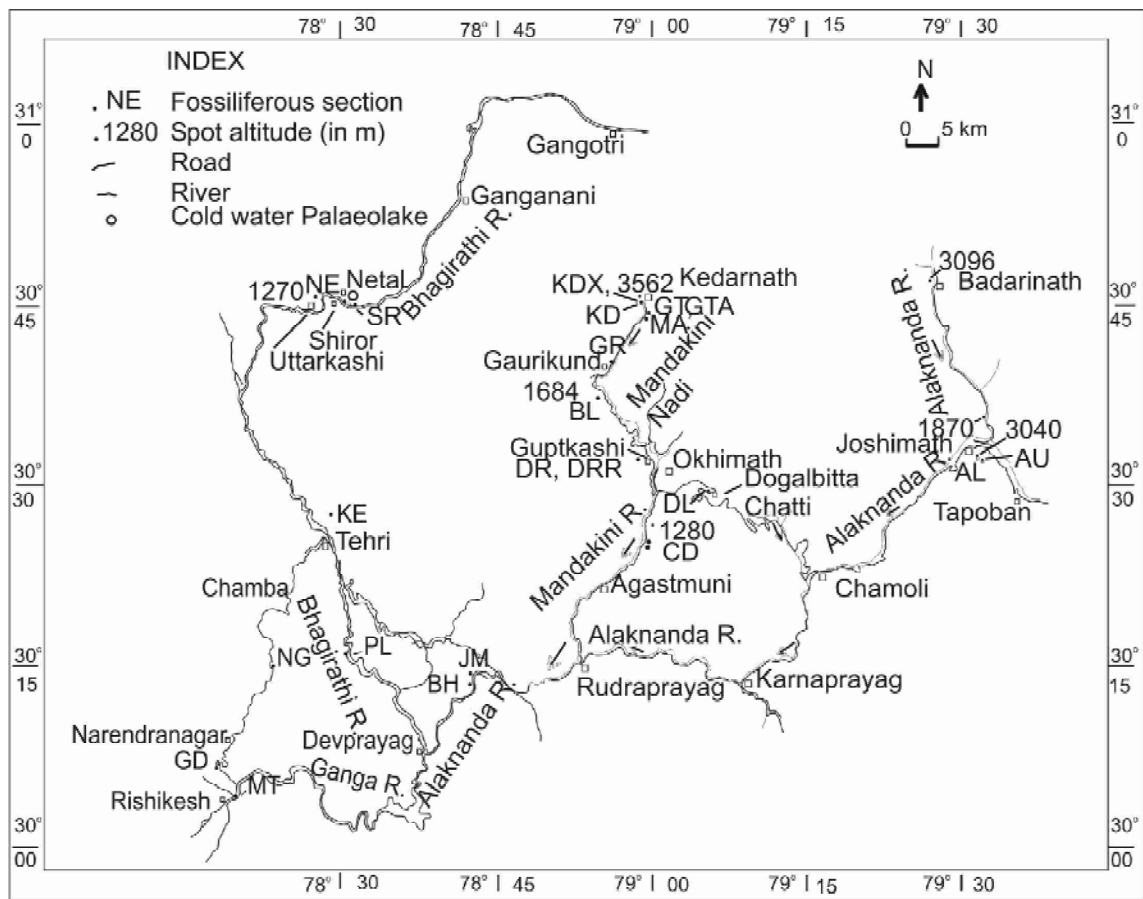 78° 30
78° 45
79° 00
79° 15
79° 30
INDEX
. NE Fossiliferous section
.1280 Spot altitude (in m)
Road
River
Cold water Palaeolake
N
0 5 km
31°
0
31°
0
Gangotri
Ganganani
Bhagirathi R.
1270 NE Netal
SR
Shiror
Uttarkashi
30°
45
KDX, 3562 Kedarnath
KD GT GTA
MA
GR
Gaurikund
1684
BL
Mandakini
Nadi
3096
Badarinath
Alaknanda R.
30°
45
Guptkashi
DR, DRR
Okhimath
Dogalbitta
Chatti
DL
1280
CD
1870 3040
Joshimath
AL AU
Tapoban
Alaknanda R.
30°
30
30°
30
KE
Tehri
Mandakini R.
Agastmuni
Chamoli
Chamba
Bhagirathi R.
Alaknanda R.
NG PL
JM
BH
Rudraprayag
Karnaprayag
30°
15
30°
15
Narendranagar
GD
Devprayag
Alaknanda R.
MT
Ganga R.
Rishikesh
30°
00
30°
00
78° 30
78° 45
79° 00
79° 15
79° 30